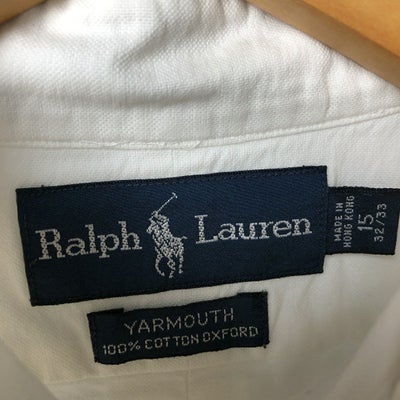 Ralph Lauren
MADE IN
HONG KONG
15
32/33
YARMOUTH
100% COTTON OXFORD